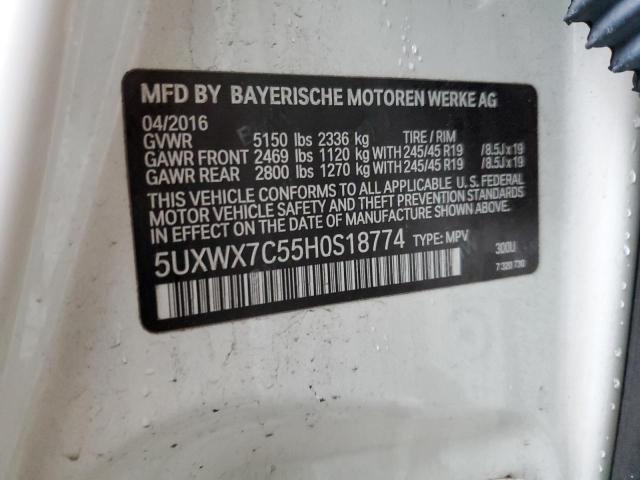 MFD BY BAYERISCHE MOTOREN WERKE AG
04/2016
GVWR 5150 lbs 2336 kg TIRE / RIM
GAWR FRONT 2469 lbs 1120 kg WITH 245/45 R19 /8.5J x 19
GAWR REAR 2800 lbs 1270 kg WITH 245/45 R19 /8.5J x 19
THIS VEHICLE CONFORMS TO ALL APPLICABLE U. S. FEDERAL
MOTOR VEHICLE SAFETY AND THEFT PREVENTION STANDARDS
IN EFFECT ON THE DATE OF MANUFACTURE SHOWN ABOVE.
5UXWX7C55H0S18774 TYPE: MPV 300U
7 320 730